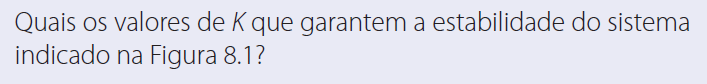 Quais os valores de K que garantem a estabilidade do sistema
indicado na Figura 8.1?